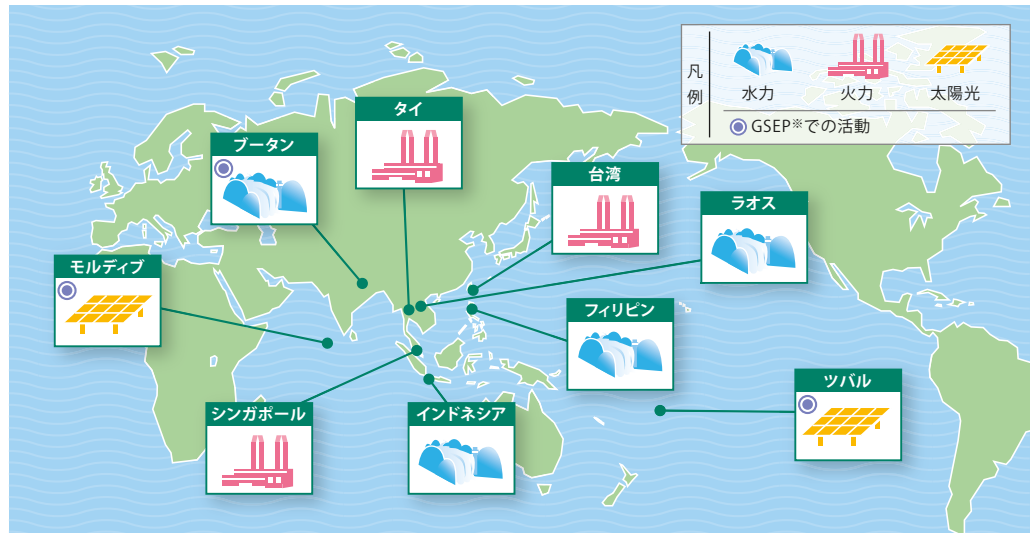 凡例
水力
火力
太陽光
GSEP※での活動
タイ
ブータン
台湾
ラオス
モルディブ
フィリピン
ツバル
シンガポール
インドネシア